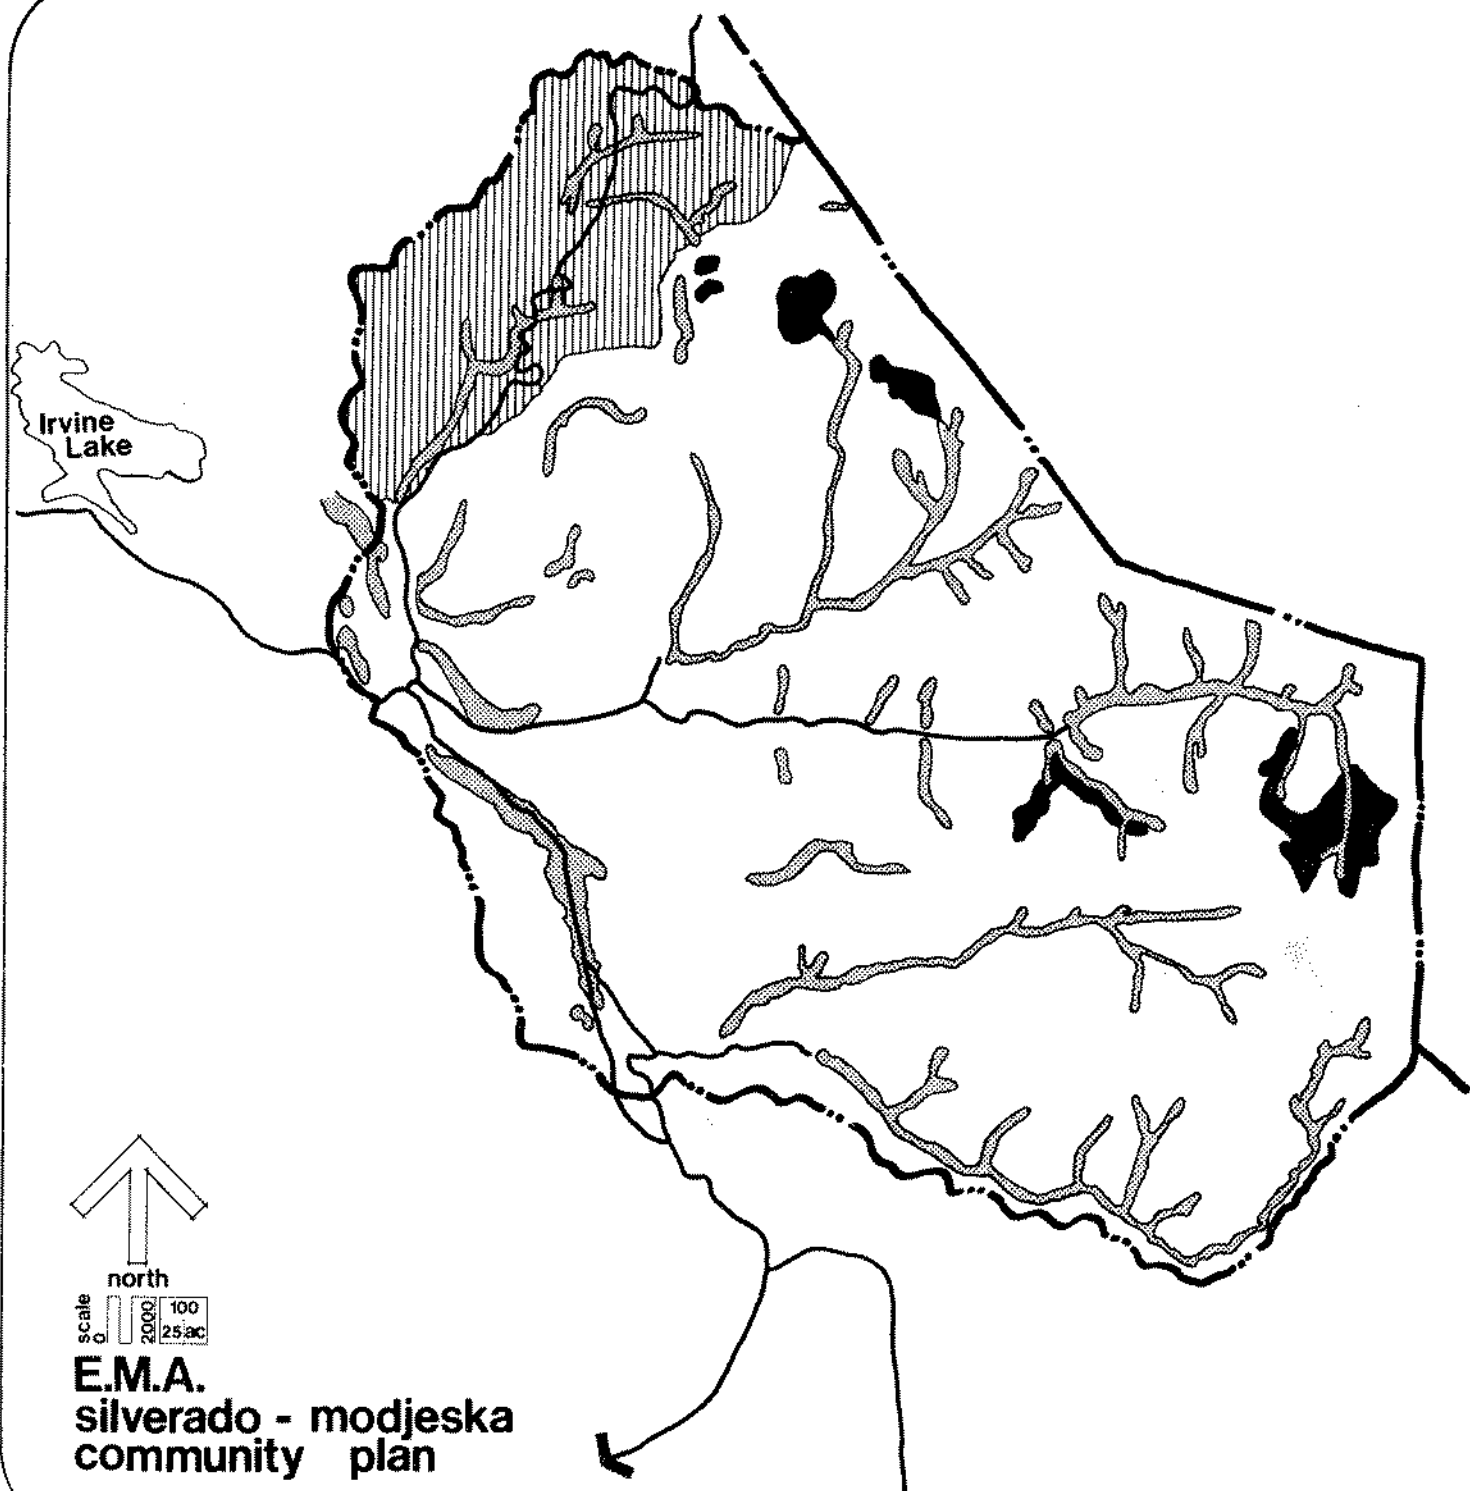 Irvine
Lake
north
scale
0
2000
100
25 ac
E.M.A.
silverado - modjeska
community plan